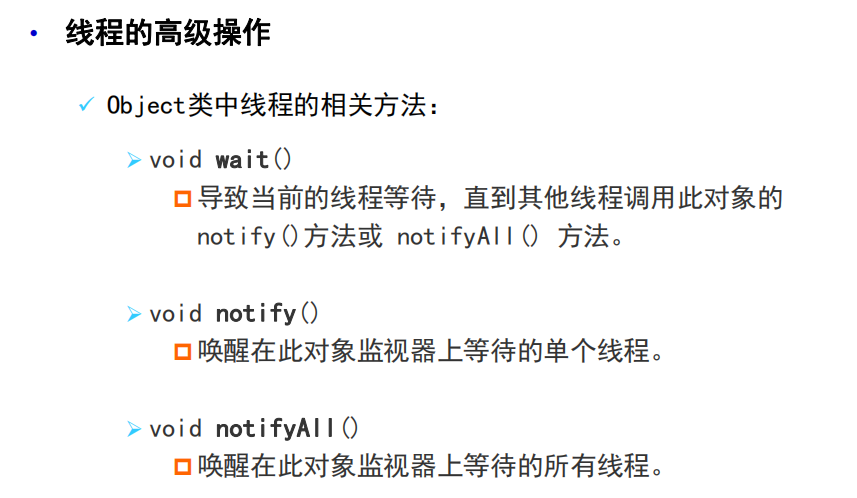 线程的高级操作
Object类中线程的相关方法：
void wait()
导致当前的线程等待，直到其他线程调用此对象的
notify()方法或 notifyAll() 方法。
void notify()
唤醒在此对象监视器上等待的单个线程。
void notifyAll()
唤醒在此对象监视器上等待的所有线程。